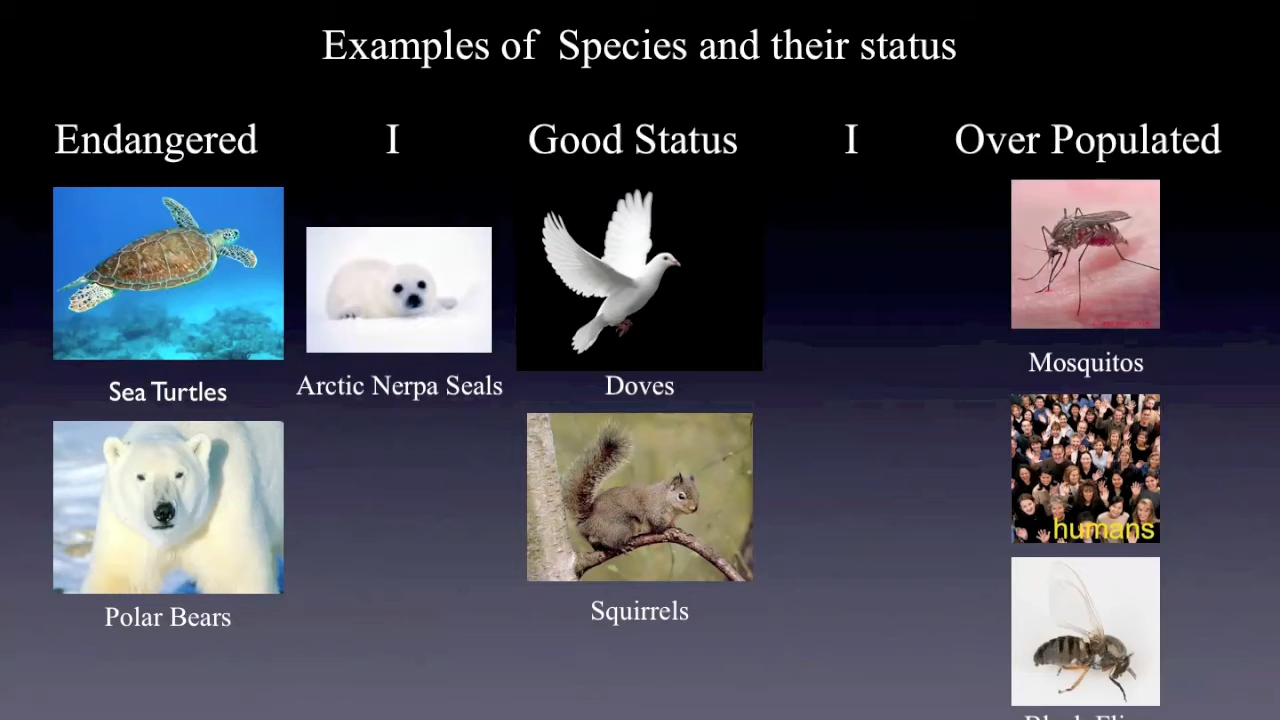 Examples of  Species and their status
Endangered I Good Status I Over Populated
Sea Turtles
Arctic Nerpa Seals
Doves
Mosquitos
humans
Polar Bears
Squirrels